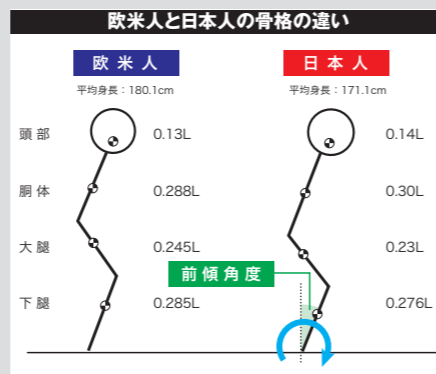 欧米人と日本人の骨格の違い
欧米人
日本人
平均身長：180.1cm
平均身長：171.1cm
頭部
0.13L
0.14L
胴体
0.288L
0.30L
大腿
0.245L
0.23L
前傾角度
下腿
0.285L
0.276L